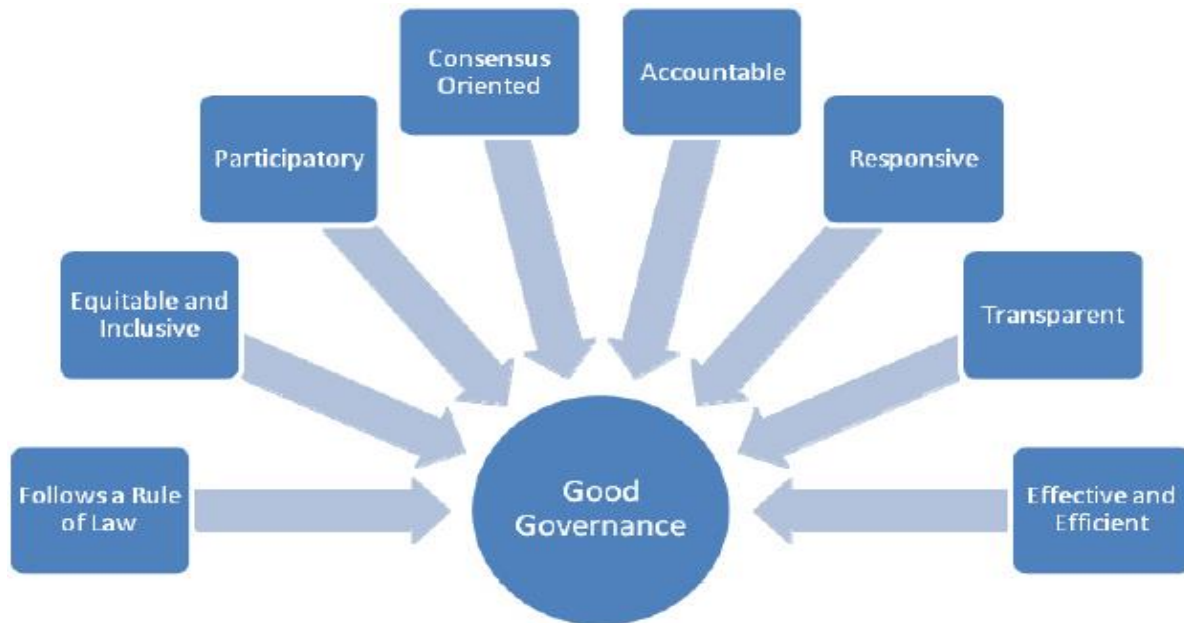 Consensus
Oriented
Accountable
Participatory
Responsive
Equitable and
Inclusive
Transparent
Follows a Rule
of Law
Good
Governance
Effective and
Efficient